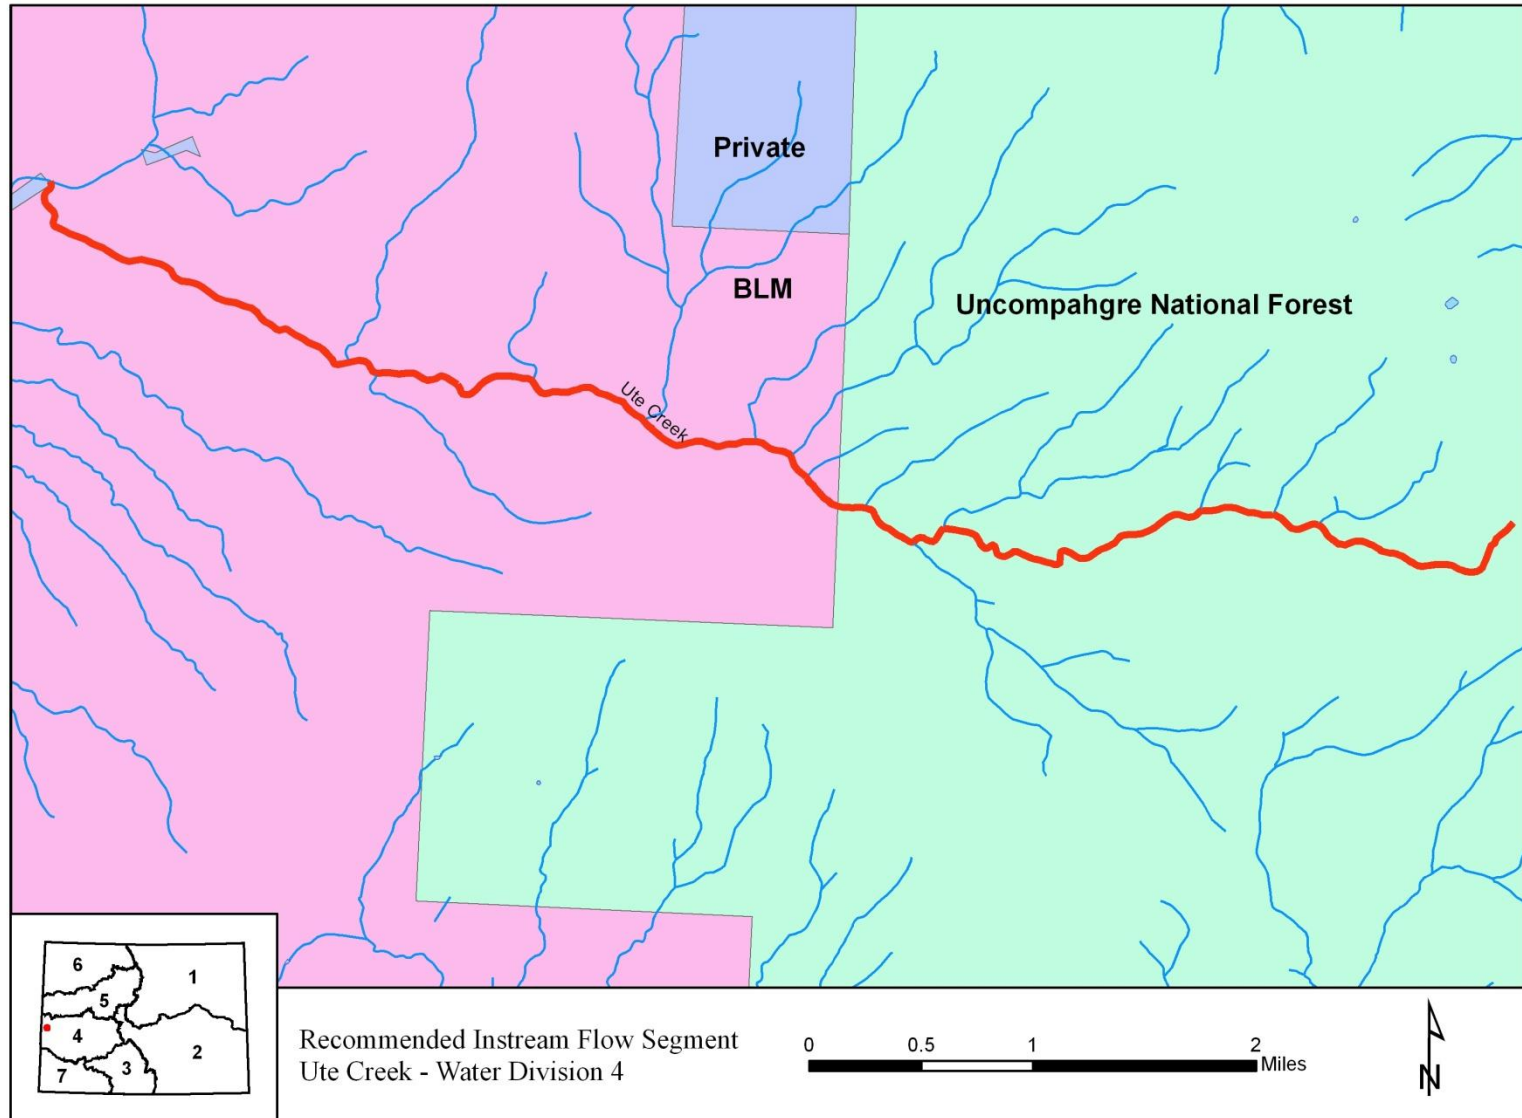 Private
BLM
Uncompahgre National Forest
Ute Creek
6
1
5
4
2
3
7
Recommended Instream Flow Segment
Ute Creek - Water Division 4
0 0.5 1 2
Miles
N